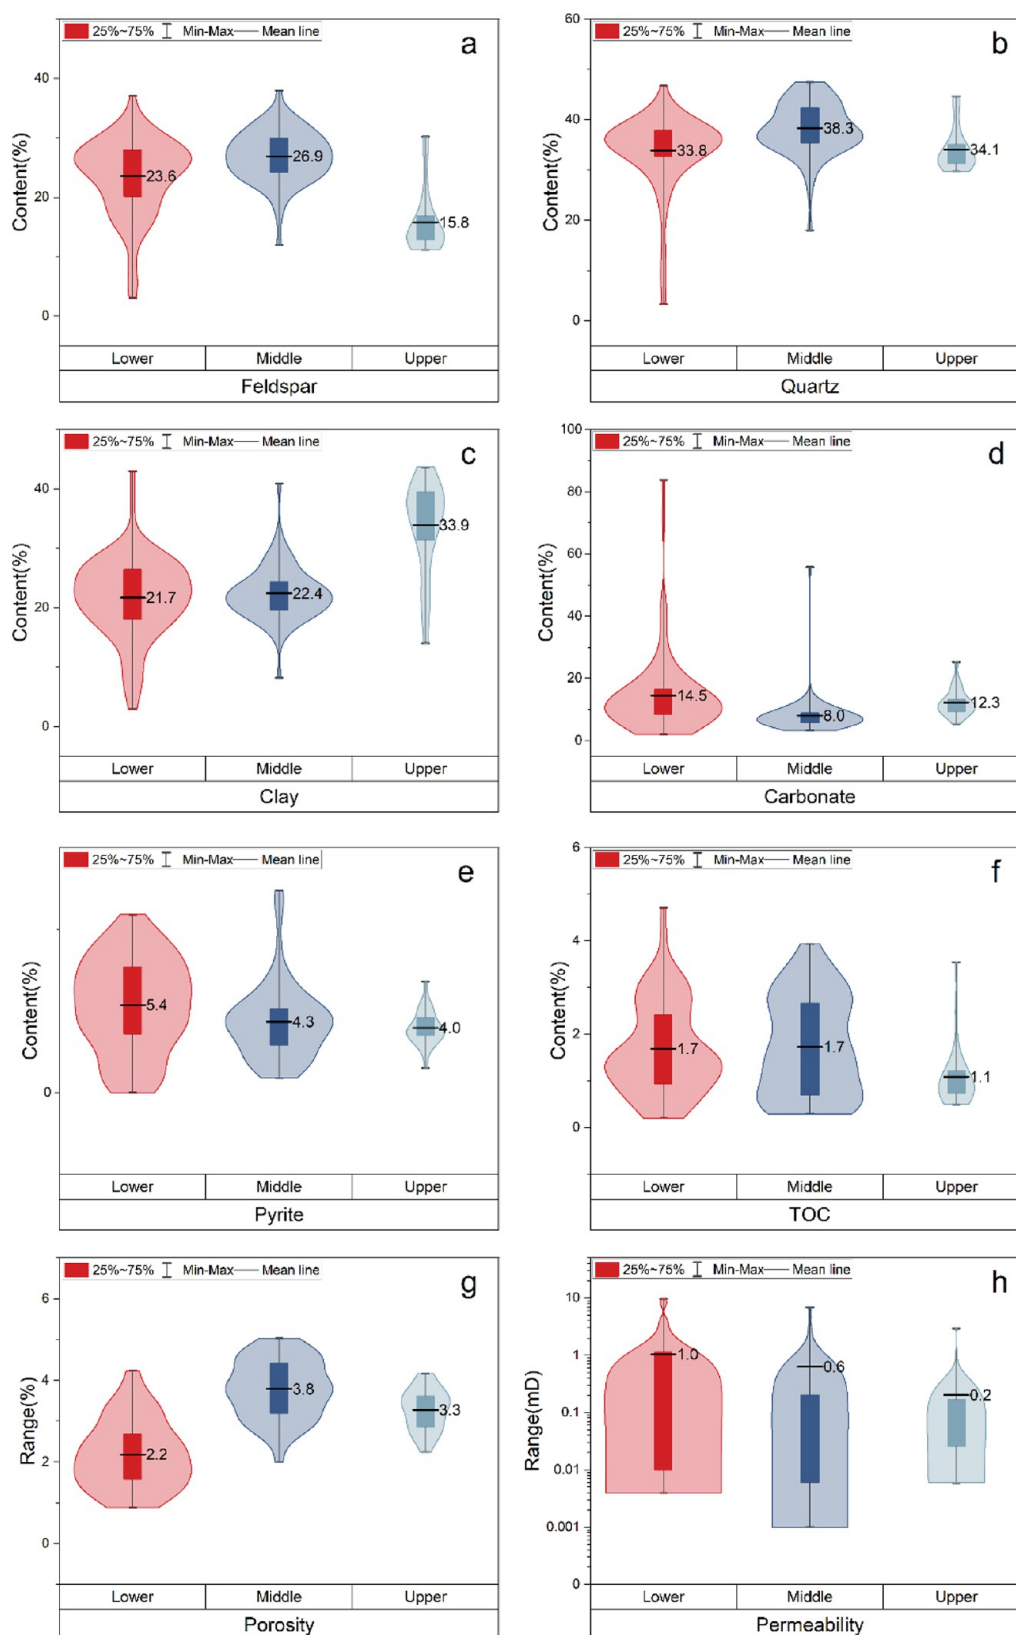 25%~75% Min-Max Mean line
a
Content(%)
40
20
0
23.6
26.9
15.8
Lower Middle Upper
Feldspar
25%~75% Min-Max Mean line
b
Content(%)
60
40
20
0
33.8
38.3
34.1
Lower Middle Upper
Quartz
25%~75% Min-Max Mean line
c
Content(%)
40
20
0
21.7
22.4
33.9
Lower Middle Upper
Clay
25%~75% Min-Max Mean line
d
Content(%)
100
80
60
40
20
0
14.5
8.0
12.3
Lower Middle Upper
Carbonate
25%~75% Min-Max Mean line
e
Content(%)
0
5.4
4.3
4.0
Lower Middle Upper
Pyrite
25%~75% Min-Max Mean line
f
Content(%)
6
4
2
0
1.7
1.7
1.1
Lower Middle Upper
TOC
25%~75% Min-Max Mean line
g
Range(%)
6
4
2
0
2.2
3.8
3.3
Lower Middle Upper
Porosity
25%~75% Min-Max Mean line
h
Range(mD)
10
1
0.1
0.01
0.001
0
1.0
0.6
0.2
Lower Middle Upper
Permeability